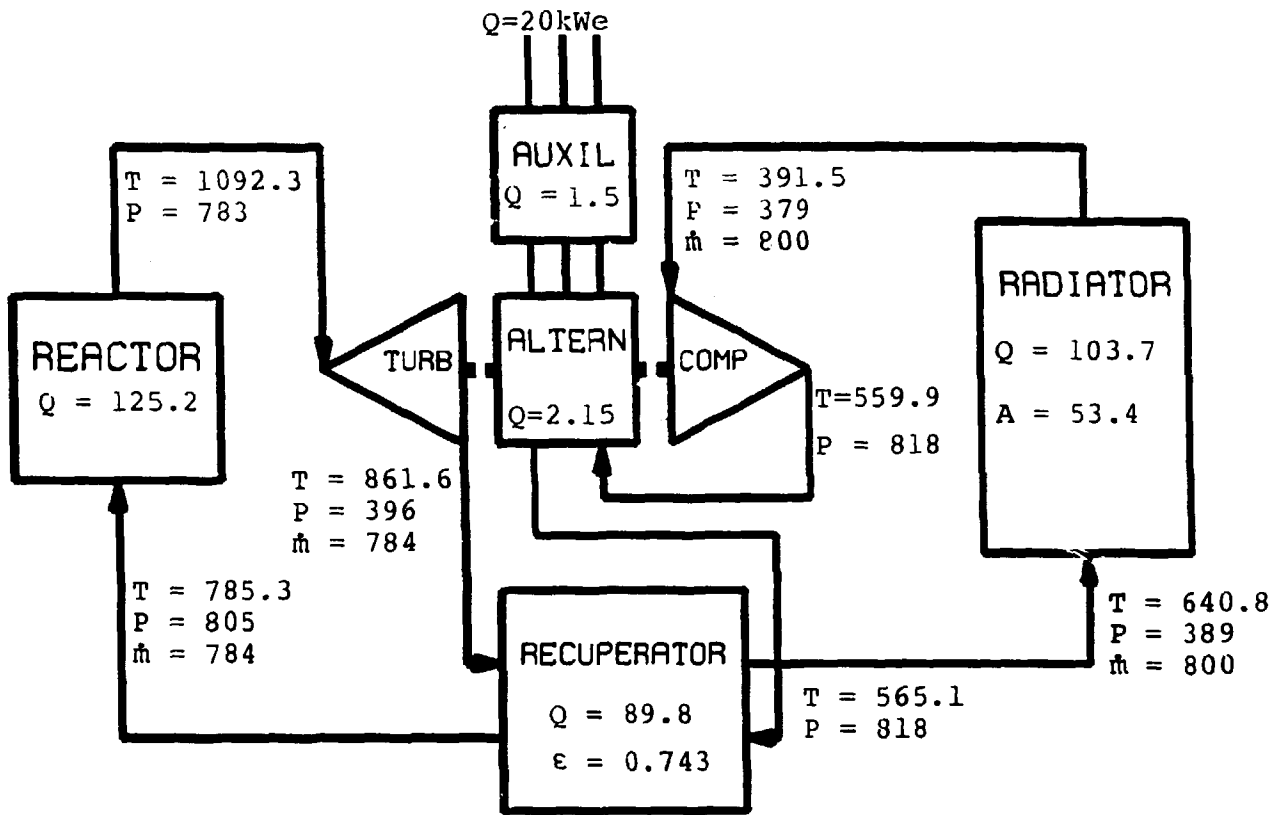 Q=20kWe
AUXIL
Q = 1.5
T = 1092.3
P = 783
T = 391.5
P = 379
ṁ = 800
REACTOR
Q = 125.2
TURB
ALTERN
Q=2.15
COMP
T=559.9
P = 818
RADIATOR
Q = 103.7
A = 53.4
T = 861.6
P = 396
ṁ = 784
T = 785.3
P = 805
ṁ = 784
RECUPERATOR
Q = 89.8
ε = 0.743
T = 565.1
P = 818
T = 640.8
P = 389
ṁ = 800